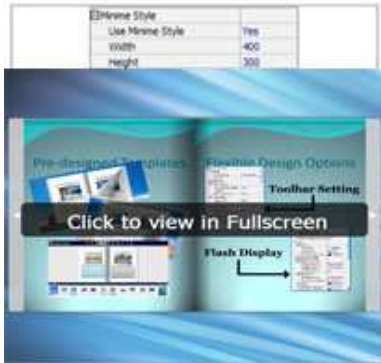 Minime Style
Use Minime Style Yes
Width 400
Height 300
Pre-designed Templates
Flexible Design Options
Toolbar Setting
Click to view in Fullscreen
Flash Display